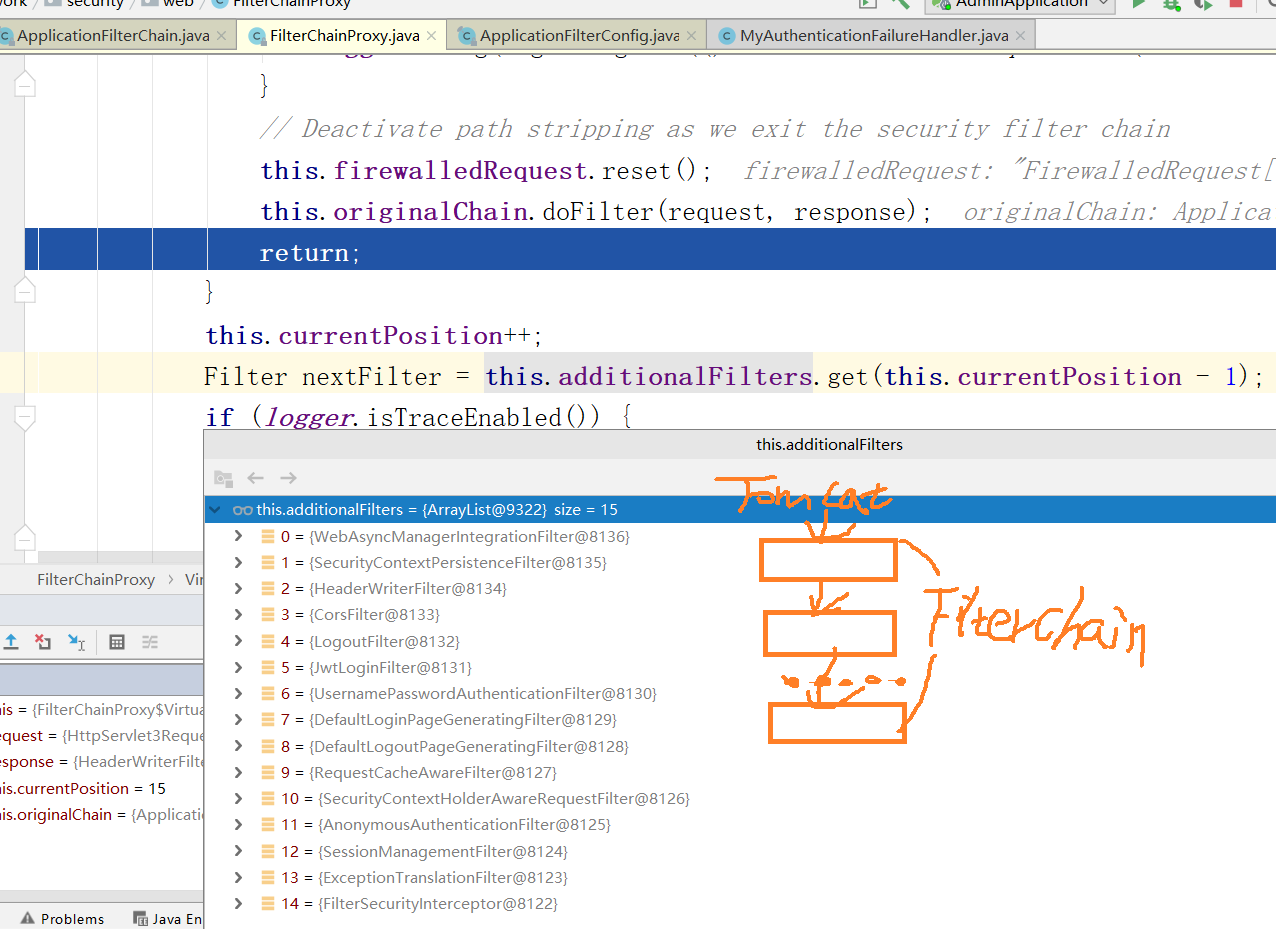 security
web
FilterChainProxy
AdminApplication
ApplicationFilterChain.java
FilterChainProxy.java
ApplicationFilterConfig.java
MyAuthenticationFailureHandler.java
}
// Deactivate path stripping as we exit the security filter chain
this.firewalledRequest.reset(); firewalledRequest: "FirewalledRequest[
this.originalChain.doFilter(request, response); originalChain: Applica
return;
}
this.currentPosition++;
Filter nextFilter = this.additionalFilters.get(this.currentPosition - 1);
if (logger.isTraceEnabled()) {
this.additionalFilters
Tomcat
this.additionalFilters = {ArrayList@9322} size = 15
0 = {WebAsyncManagerIntegrationFilter@8136}
1 = {SecurityContextPersistenceFilter@8135}
2 = {HeaderWriterFilter@8134}
3 = {CorsFilter@8133}
4 = {LogoutFilter@8132}
5 = {JwtLoginFilter@8131}
6 = {UsernamePasswordAuthenticationFilter@8130}
7 = {DefaultLoginPageGeneratingFilter@8129}
8 = {DefaultLogoutPageGeneratingFilter@8128}
9 = {RequestCacheAwareFilter@8127}
10 = {SecurityContextHolderAwareRequestFilter@8126}
11 = {AnonymousAuthenticationFilter@8125}
12 = {SessionManagementFilter@8124}
13 = {ExceptionTranslationFilter@8123}
14 = {FilterSecurityInterceptor@8122}
Filterchain
FilterChainProxy › Vir
is = {FilterChainProxy$Virtua
equest = {HttpServlet3Reque
esponse = {HeaderWriterFilte
is.currentPosition = 15
is.originalChain = {Applicatio
Problems
Java En